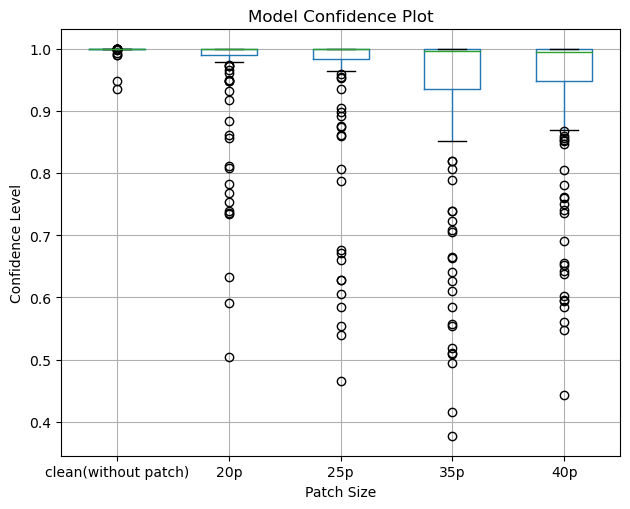 Model Confidence Plot
Confidence Level
1.0
0.9
0.8
0.7
0.6
0.5
0.4
clean(without patch) 20p 25p 35p 40p
Patch Size